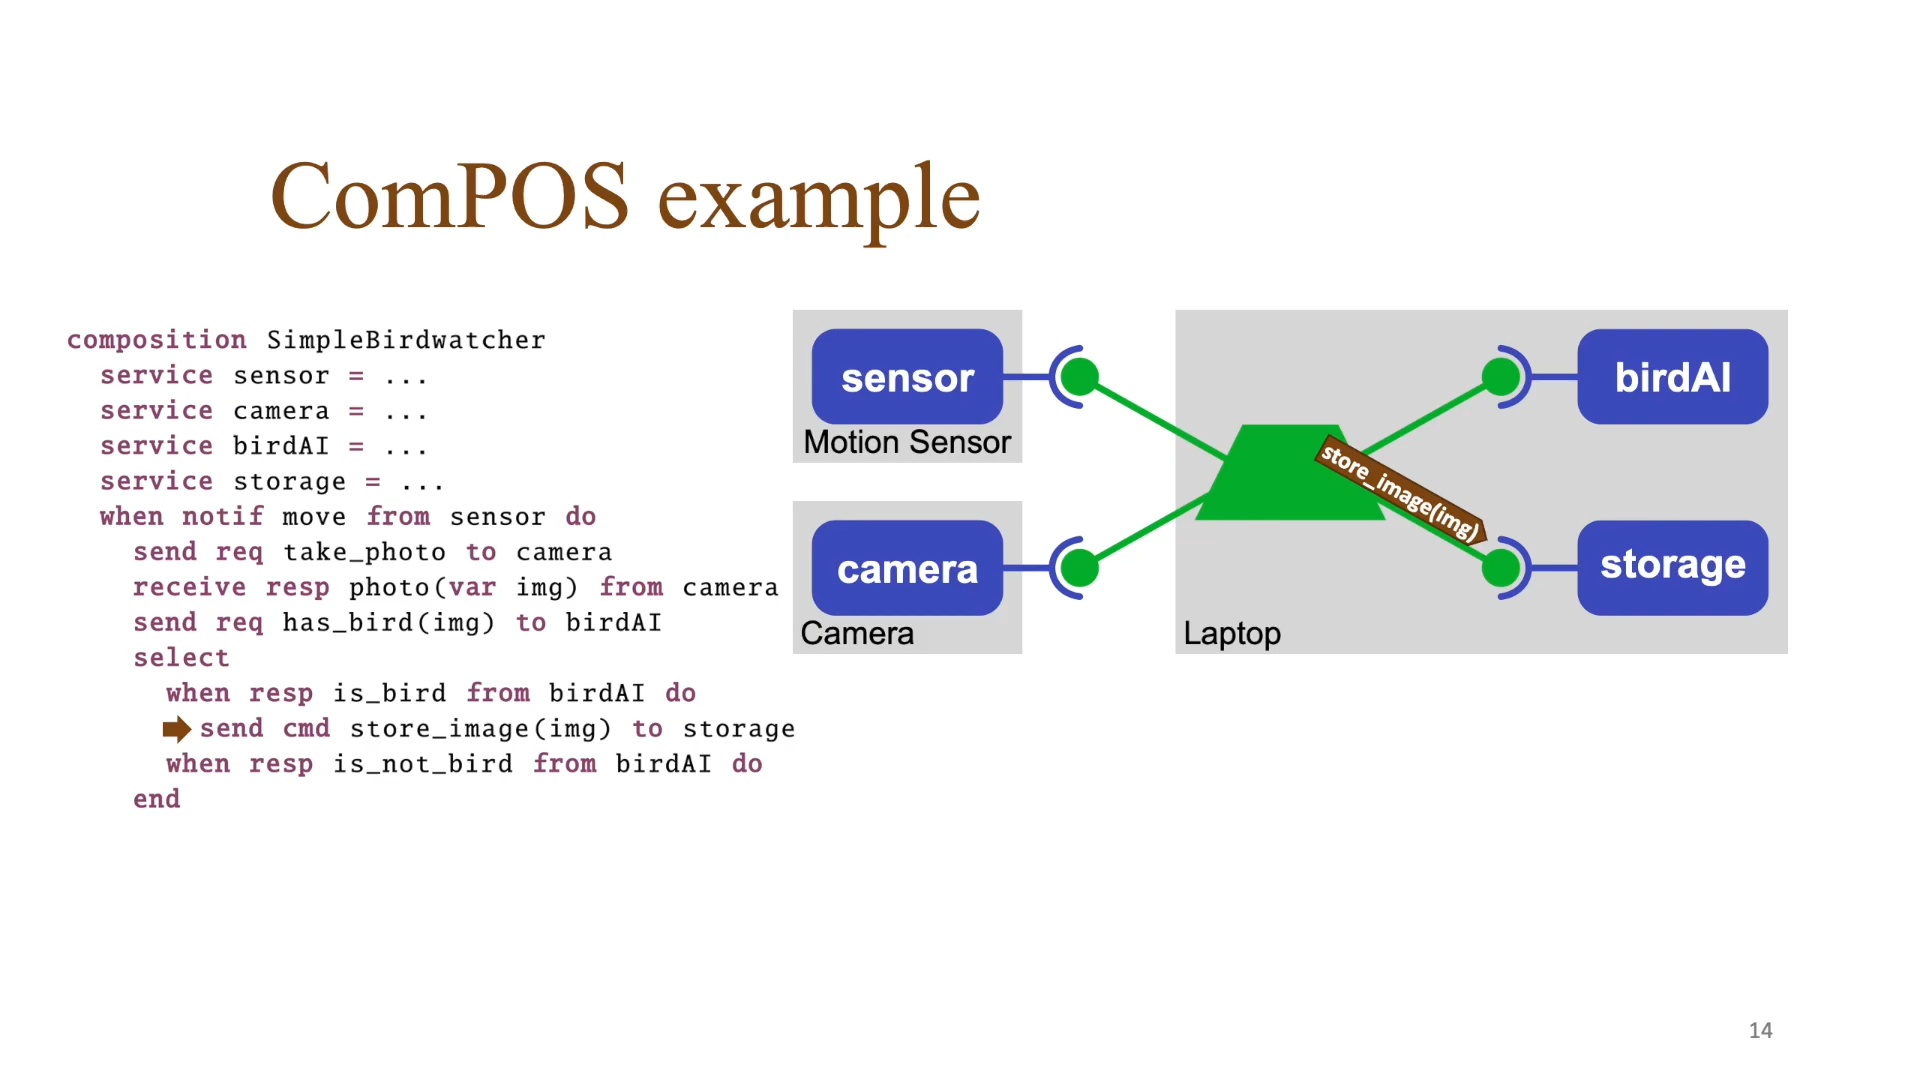 ComPOS example
composition SimpleBirdwatcher
service sensor = ...
service camera = ...
service birdAI = ...
service storage = ...
when notif move from sensor do
send req take_photo to camera
receive resp photo(var img) from camera
send req has_bird(img) to birdAI
select
when resp is_bird from birdAI do
send cmd store_image(img) to storage
when resp is_not_bird from birdAI do
end
sensor
Motion Sensor
camera
Camera
birdAI
store_image(img)
storage
Laptop
14